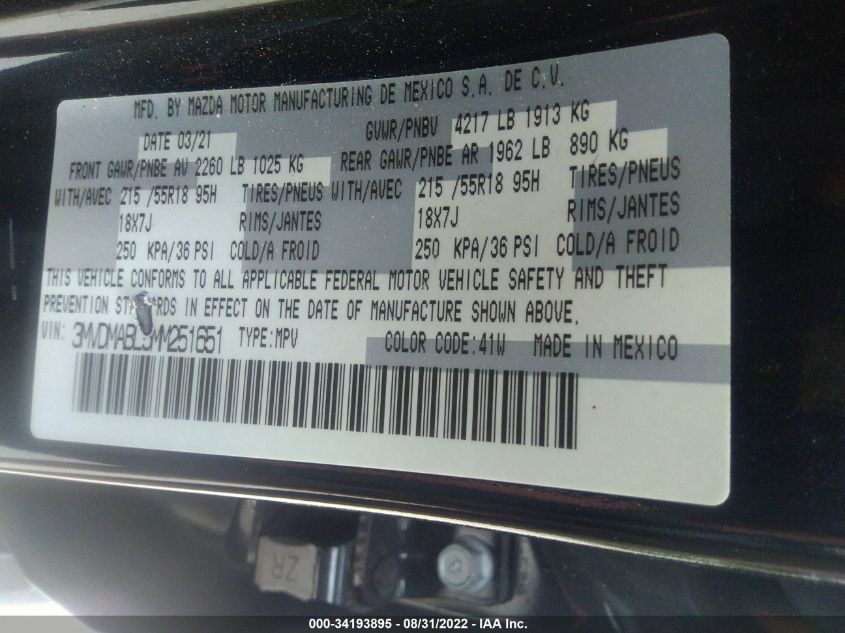 MFD. BY MAZDA MOTOR MANUFACTURING DE MEXICO S.A. DE C.V.
DATE 03/21 GVWR/PNBV 4217 LB 1913 KG
FRONT GAWR/PNBE AV 2260 LB 1025 KG REAR GAWR/PNBE AR 1962 LB 890 KG
WITH/AVEC 215 /55R18 95H TIRES/PNEUS WITH/AVEC 215 /55R18 95H TIRES/PNEUS
18X7J RIMS/JANTES 18X7J RIMS/JANTES
250 KPA/36 PSI COLD/A FROID 250 KPA/36 PSI COLD/A FROID
THIS VEHICLE CONFORMS TO ALL APPLICABLE FEDERAL MOTOR VEHICLE SAFETY AND THEFT
PREVENTION STANDARDS IN EFFECT ON THE DATE OF MANUFACTURE SHOWN ABOVE.
VIN: 3MVDMABL3MM251651 TYPE:MPV COLOR CODE:41W MADE IN MEXICO
ZR
000-34193895 - 08/31/2022 - IAA Inc.